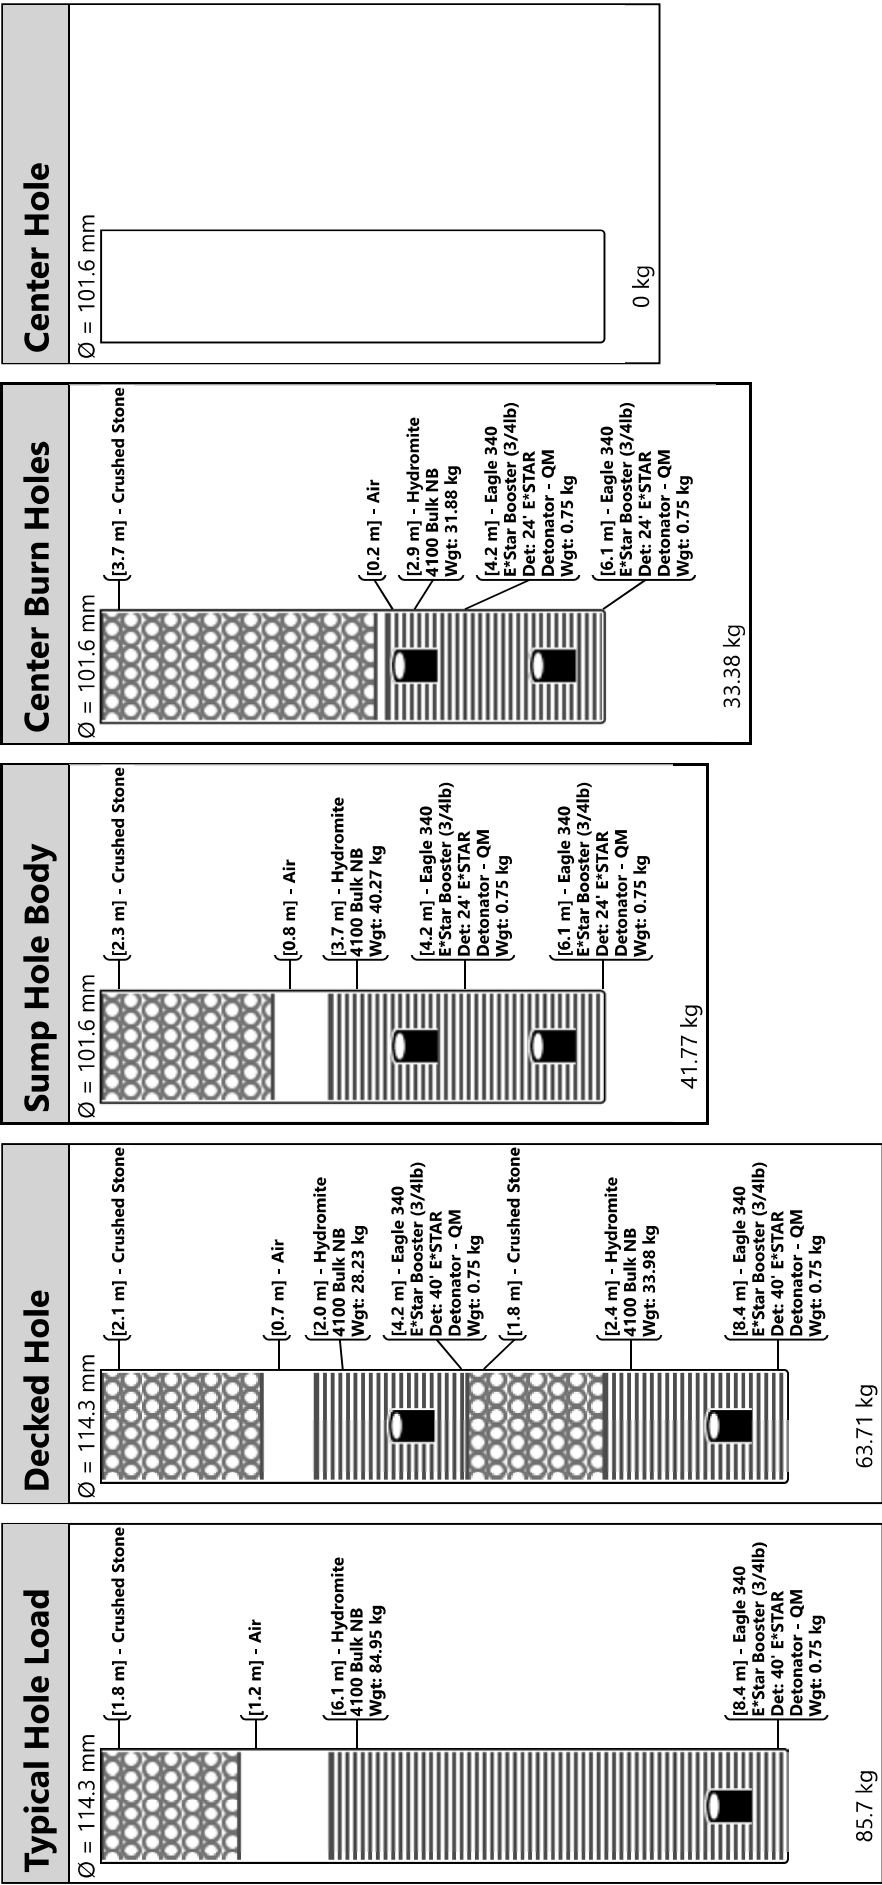 Typical Hole Load
Ø = 114.3 mm
[1.8 m] - Crushed Stone
[1.2 m] - Air
[6.1 m] - Hydromite
4100 Bulk NB
Wgt: 84.95 kg
[8.4 m] - Eagle 340
E*Star Booster (3/4lb)
Det: 40' E*STAR
Detonator - QM
Wgt: 0.75 kg
85.7 kg
Decked Hole
Ø = 114.3 mm
[2.1 m] - Crushed Stone
[0.7 m] - Air
[2.0 m] - Hydromite
4100 Bulk NB
Wgt: 28.23 kg
[4.2 m] - Eagle 340
E*Star Booster (3/4lb)
Det: 40' E*STAR
Detonator - QM
Wgt: 0.75 kg
[1.8 m] - Crushed Stone
[2.4 m] - Hydromite
4100 Bulk NB
Wgt: 33.98 kg
[8.4 m] - Eagle 340
E*Star Booster (3/4lb)
Det: 40' E*STAR
Detonator - QM
Wgt: 0.75 kg
63.71 kg
Sump Hole Body
Ø = 101.6 mm
[2.3 m] - Crushed Stone
[0.8 m] - Air
[3.7 m] - Hydromite
4100 Bulk NB
Wgt: 40.27 kg
[4.2 m] - Eagle 340
E*Star Booster (3/4lb)
Det: 24' E*STAR
Detonator - QM
Wgt: 0.75 kg
[6.1 m] - Eagle 340
E*Star Booster (3/4lb)
Det: 24' E*STAR
Detonator - QM
Wgt: 0.75 kg
41.77 kg
Center Burn Holes
Ø = 101.6 mm
[3.7 m] - Crushed Stone
[0.2 m] - Air
[2.9 m] - Hydromite
4100 Bulk NB
Wgt: 31.88 kg
[4.2 m] - Eagle 340
E*Star Booster (3/4lb)
Det: 24' E*STAR
Detonator - QM
Wgt: 0.75 kg
[6.1 m] - Eagle 340
E*Star Booster (3/4lb)
Det: 24' E*STAR
Detonator - QM
Wgt: 0.75 kg
33.38 kg
Center Hole
Ø = 101.6 mm
0 kg